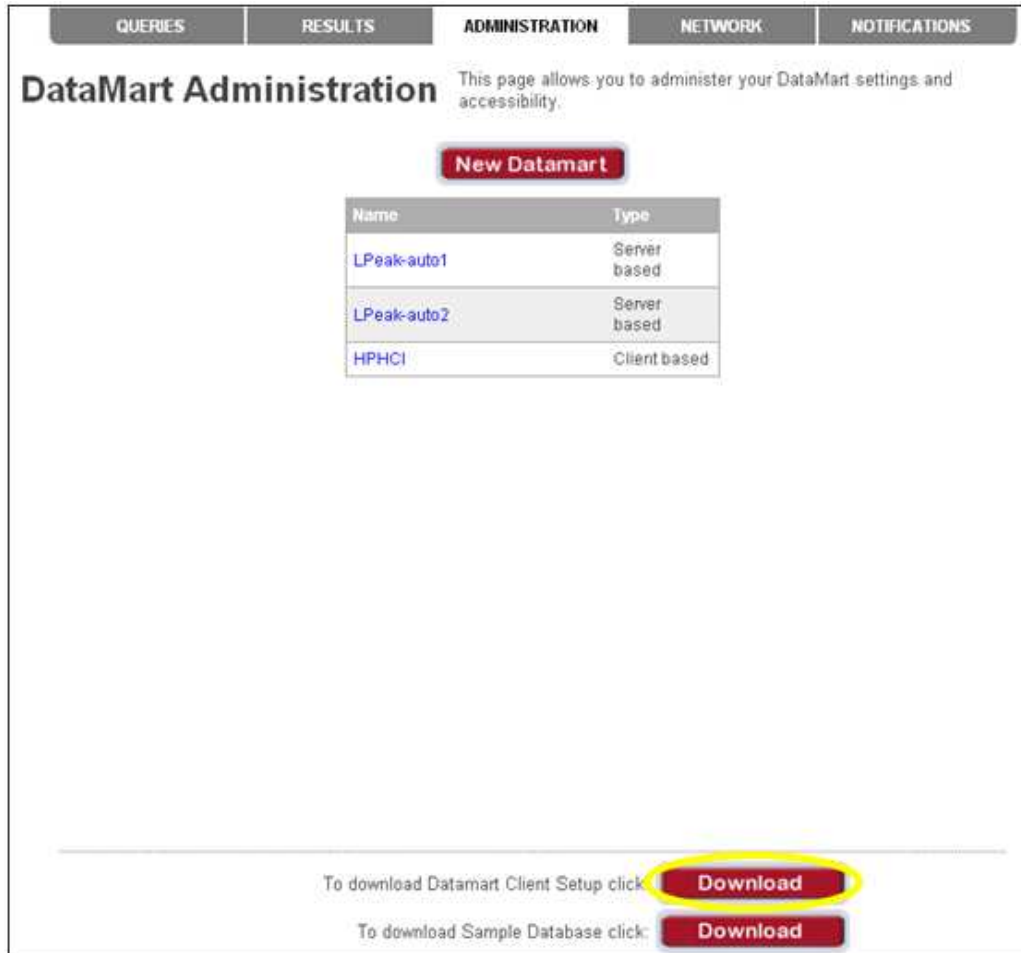 QUERIES RESULTS ADMINISTRATION NETWORK NOTIFICATIONS
DataMart Administration
This page allows you to administer your DataMart settings and
accessibility.
New Datamart
Name Type
LPeak-auto1 Server
based
LPeak-auto2 Server
based
HPHCI Client based
To download Datamart Client Setup click: Download
To download Sample Database click: Download